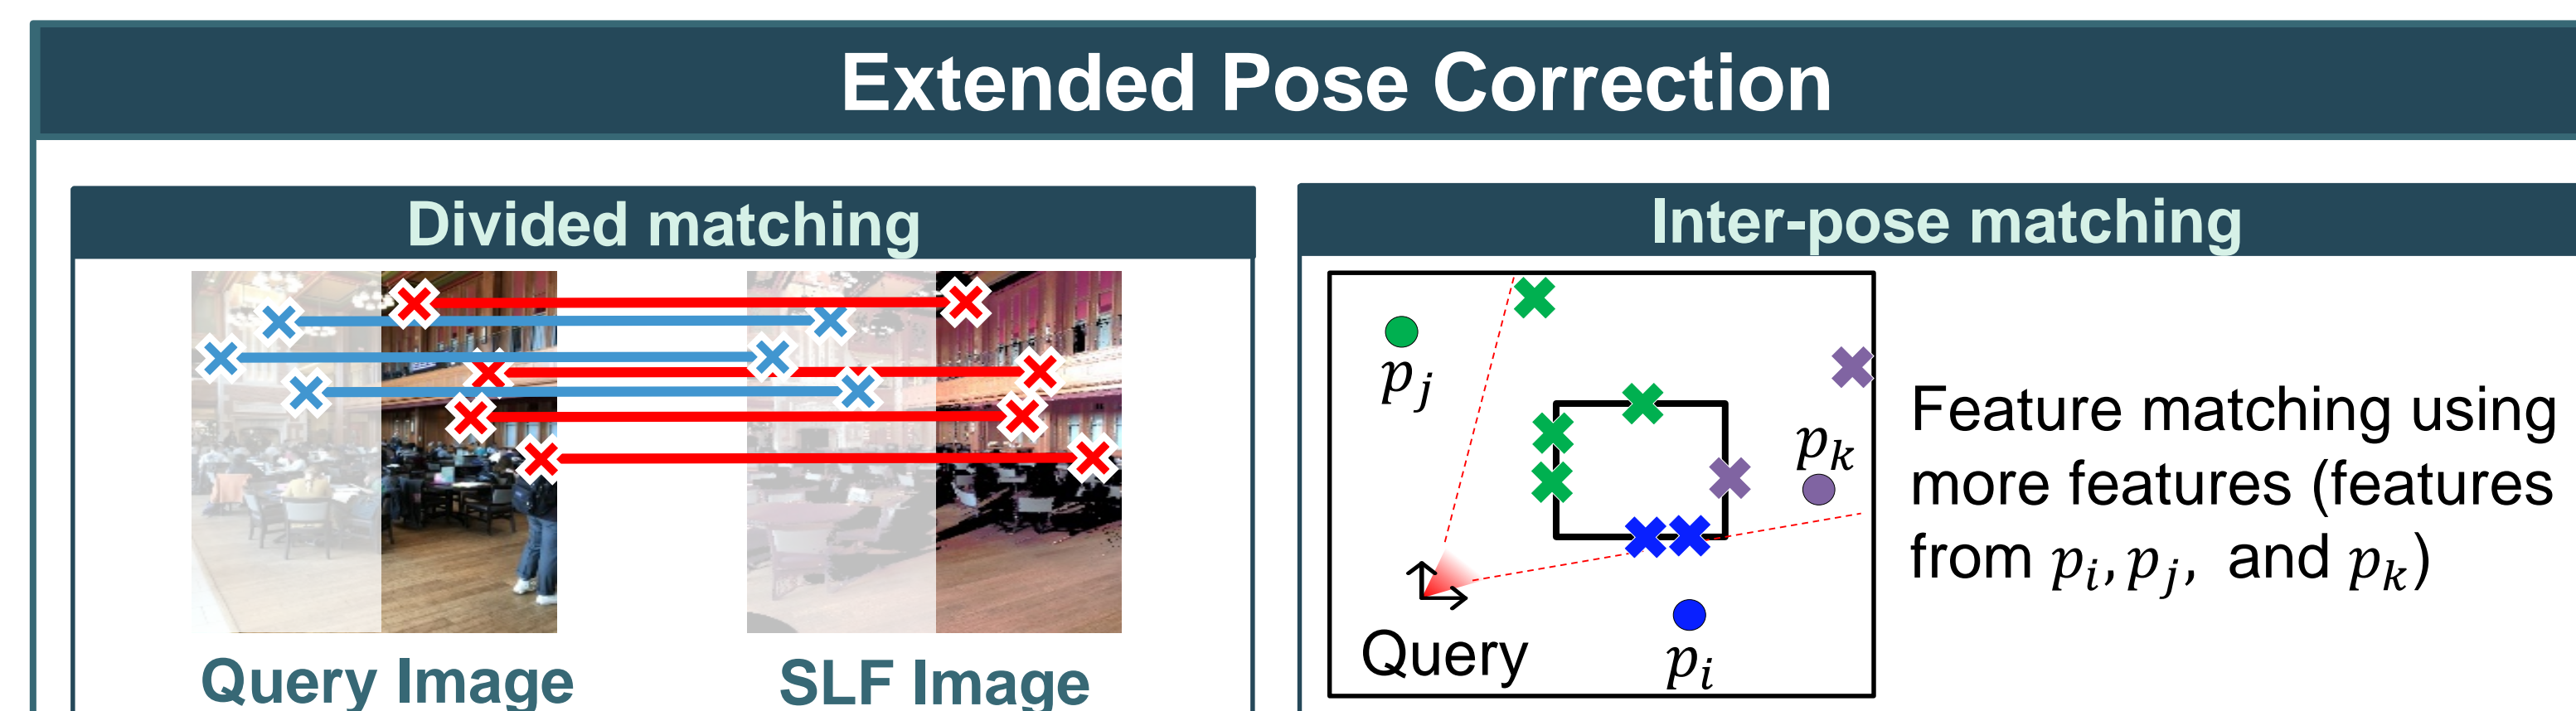 Extended Pose Correction
Divided matching
Query Image
SLF Image
Inter-pose matching
p_j
p_k
Query
p_i
Feature matching using
more features (features
from p_i, p_j, and p_k)